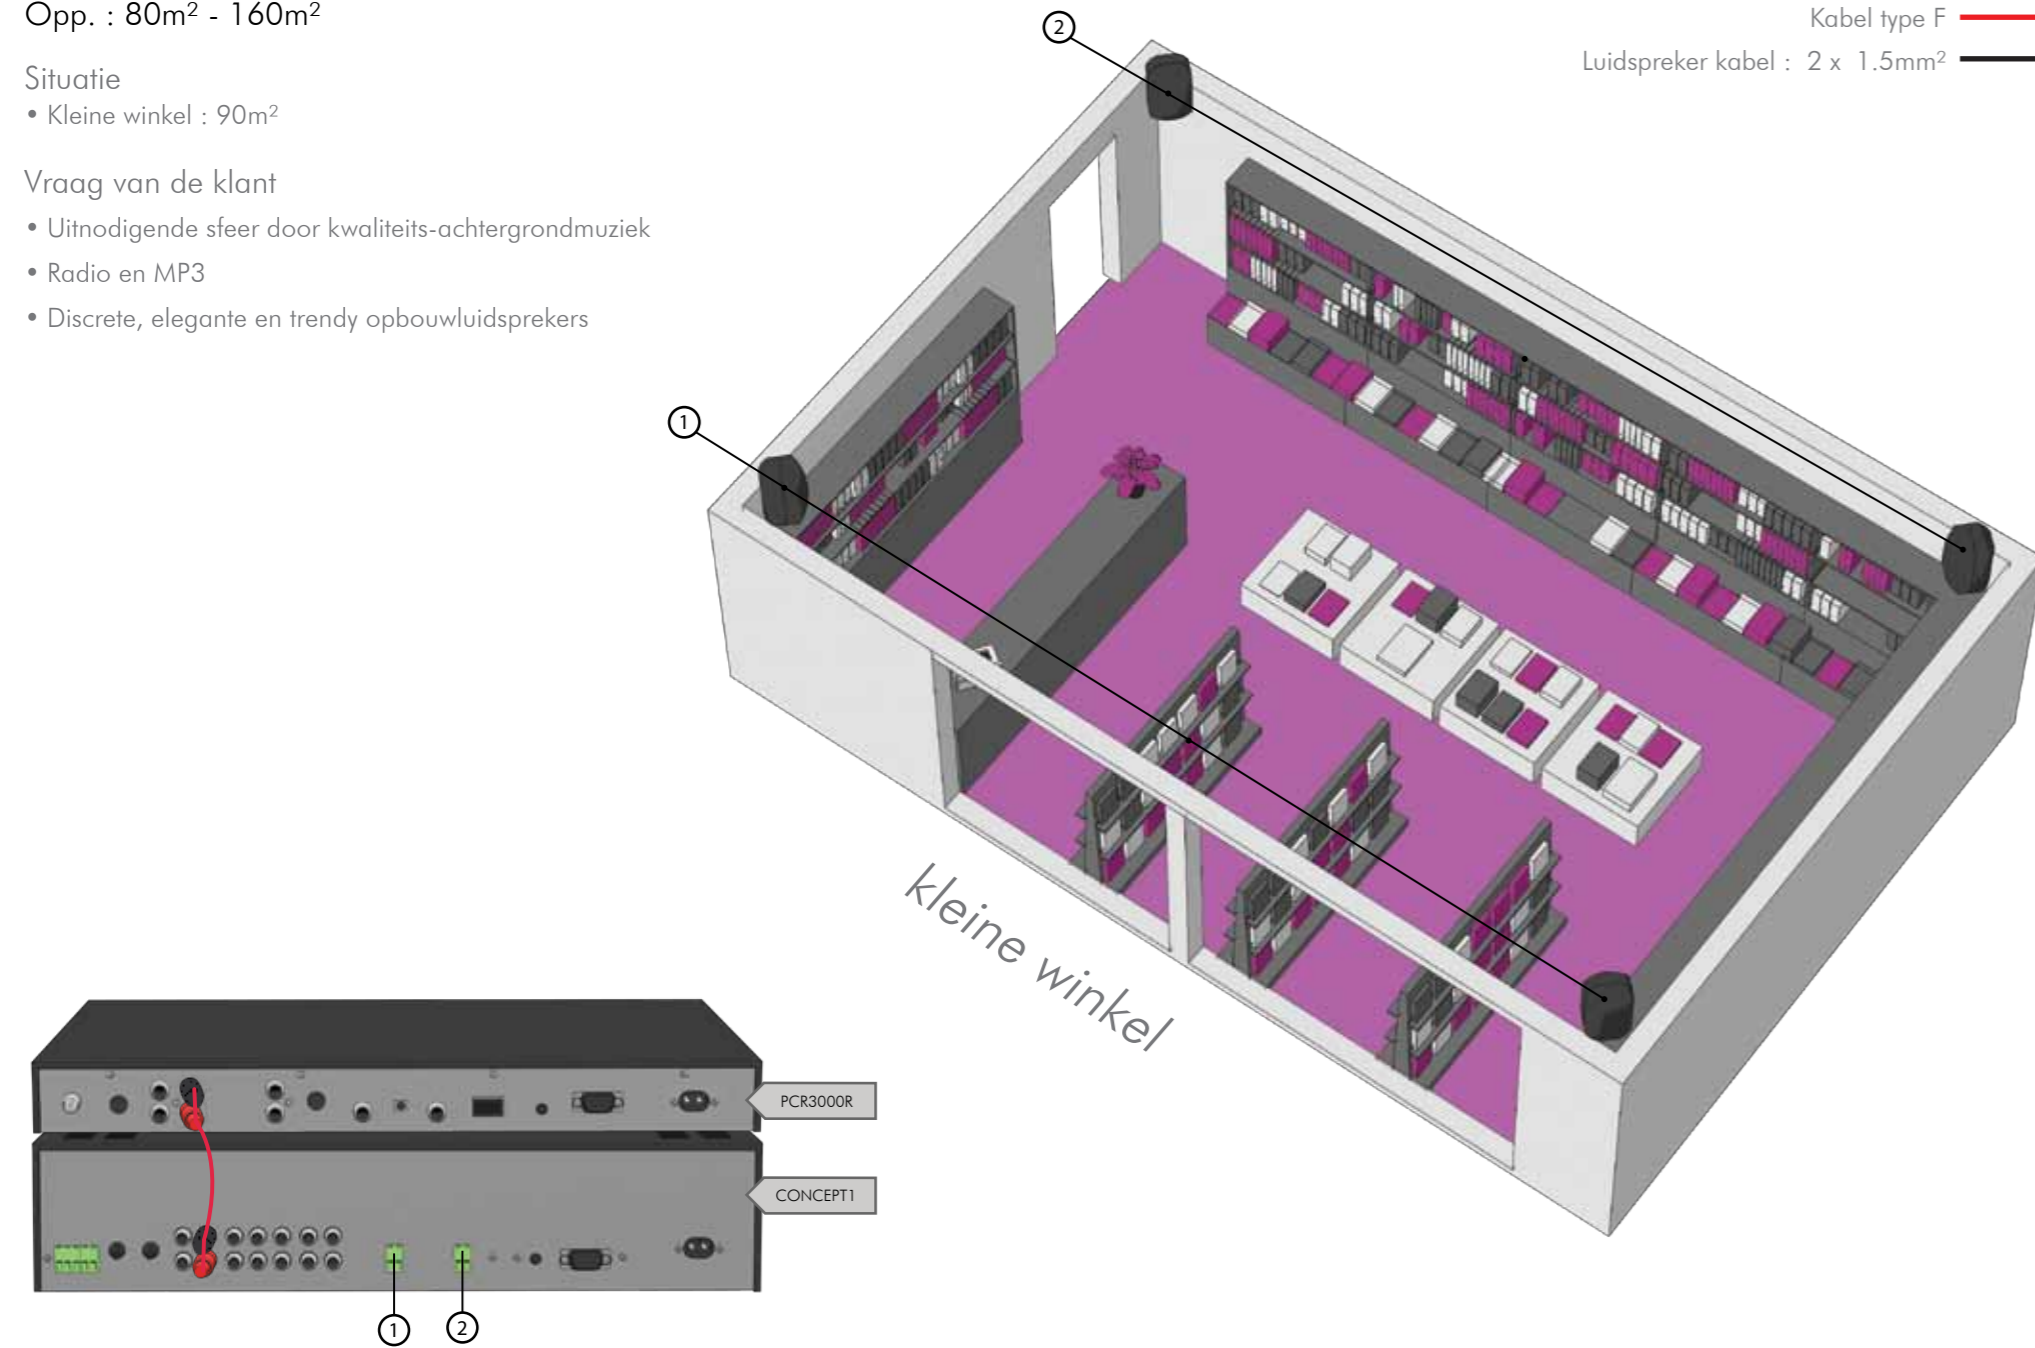 Opp. : 80m² - 160m²
Situatie
• Kleine winkel : 90m²
Vraag van de klant
• Uitnodigende sfeer door kwaliteits-achtergrondmuziek
• Radio en MP3
• Discrete, elegante en trendy opbouwluidsprekers
Kabel type F
Luidspreker kabel : 2 x 1.5mm²
2
1
kleine winkel
PCR3000R
CONCEPT1
1
2